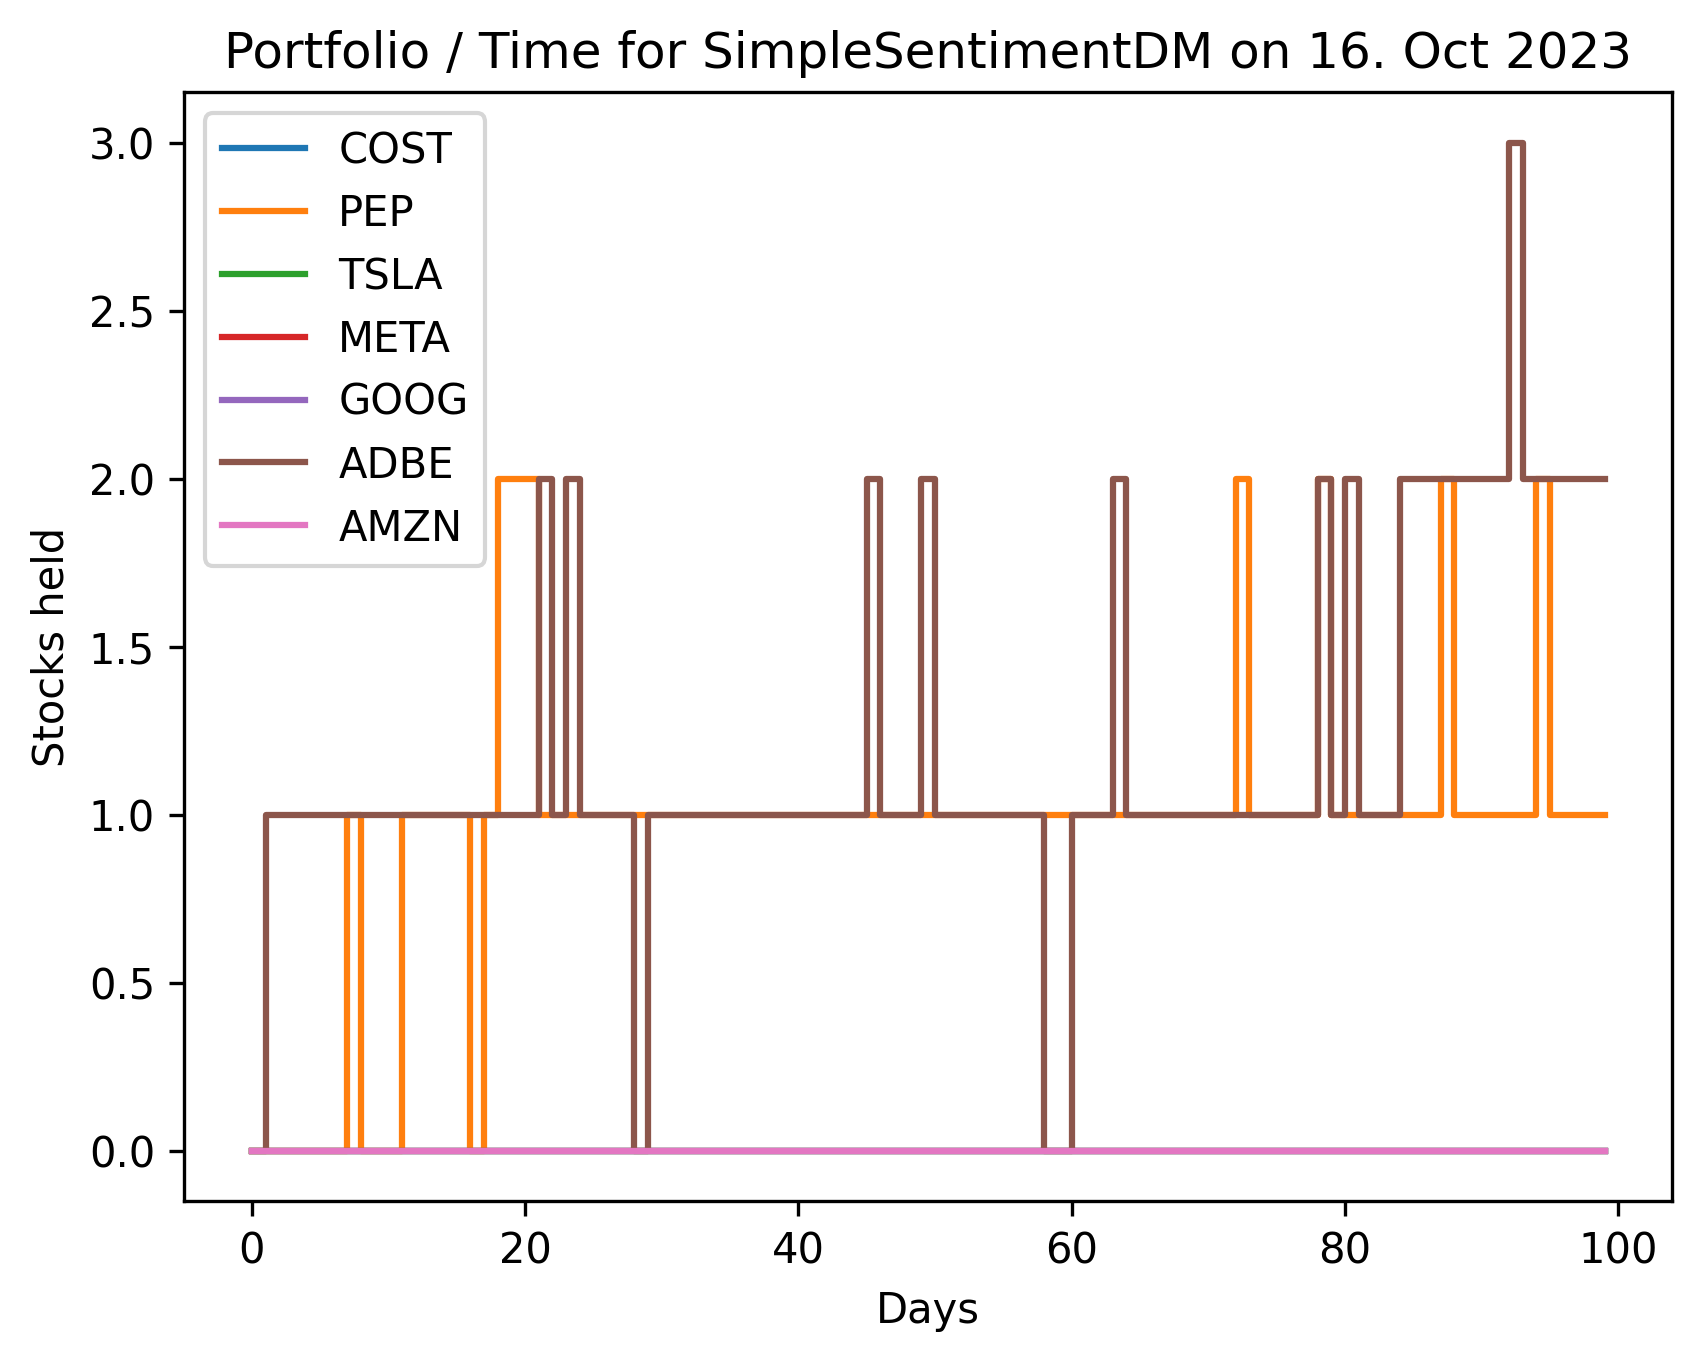 Portfolio / Time for SimpleSentimentDM on 16. Oct 2023
COST
PEP
TSLA
META
GOOG
ADBE
AMZN
3.0
2.5
2.0
1.5
1.0
0.5
0.0
Stocks held
0 20 40 60 80 100
Days